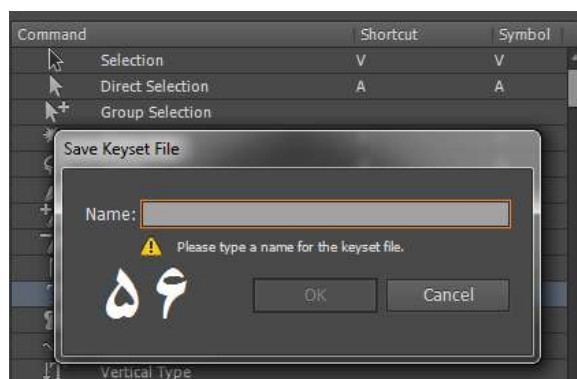 Command Shortcut Symbol
Selection V V
Direct Selection A A
Group Selection
Save Keyset File
Name:
Please type a name for the keyset file.
۵۶ OK Cancel
Vertical Type